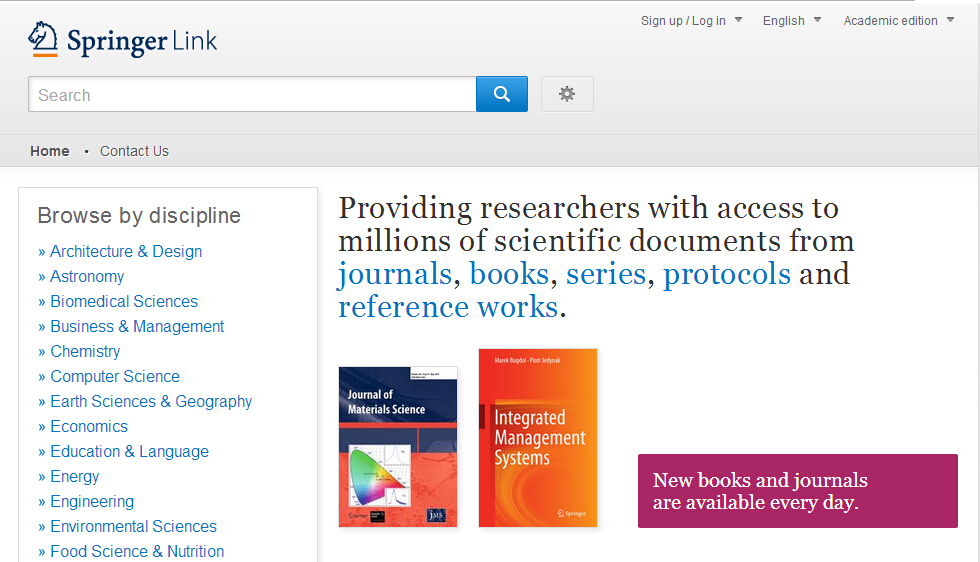 Sign up / Log in English Academic edition
Springer Link
Search
Home • Contact Us
Browse by discipline
» Architecture & Design
» Astronomy
» Biomedical Sciences
» Business & Management
» Chemistry
» Computer Science
» Earth Sciences & Geography
» Economics
» Education & Language
» Energy
» Engineering
» Environmental Sciences
» Food Science & Nutrition
Providing researchers with access to
millions of scientific documents from
journals, books, series, protocols and
reference works.
Journal of
Materials Science
Springer
JMS
Marek Bugdol · Piotr Jedynak
Integrated
Management
Systems
Springer
New books and journals
are available every day.